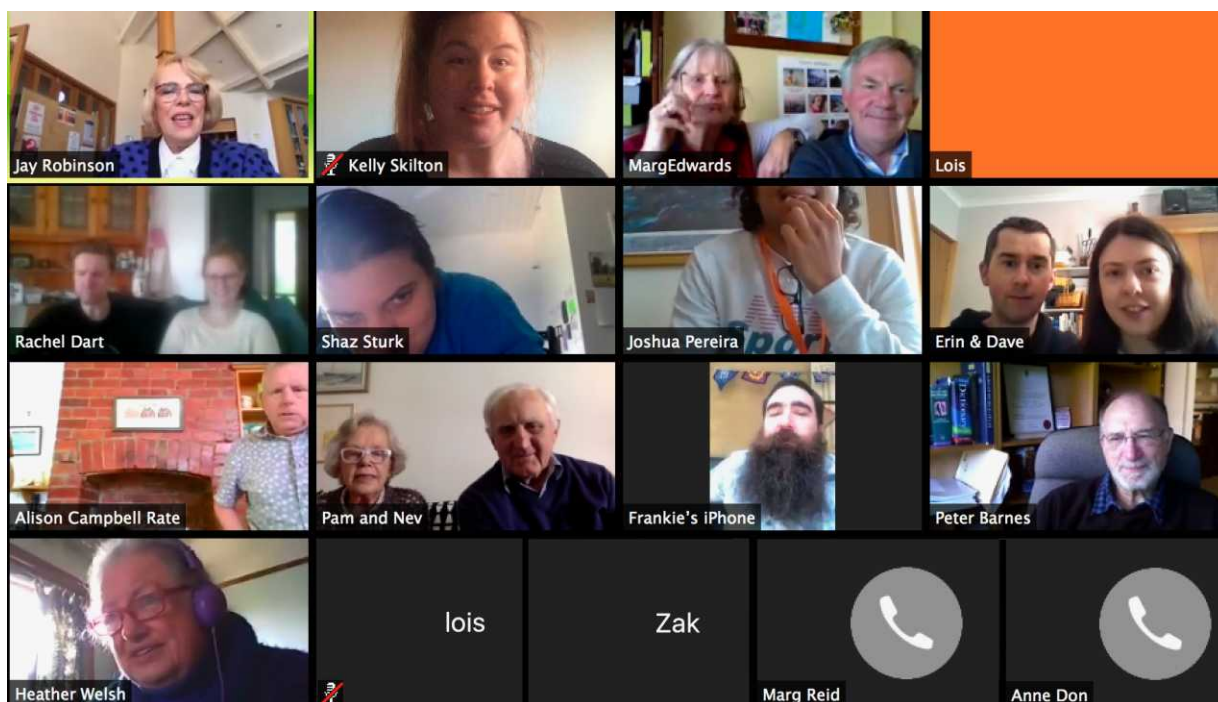 Jay Robinson
Kelly Skilton
MargEdwards
Lois
Rachel Dart
Shaz Sturk
Joshua Pereira
Erin & Dave
Alison Campbell Rate
Pam and Nev
Frankie’s iPhone
Dictionary
Peter Barnes
Heather Welsh
lois
Zak
Marg Reid
Anne Don